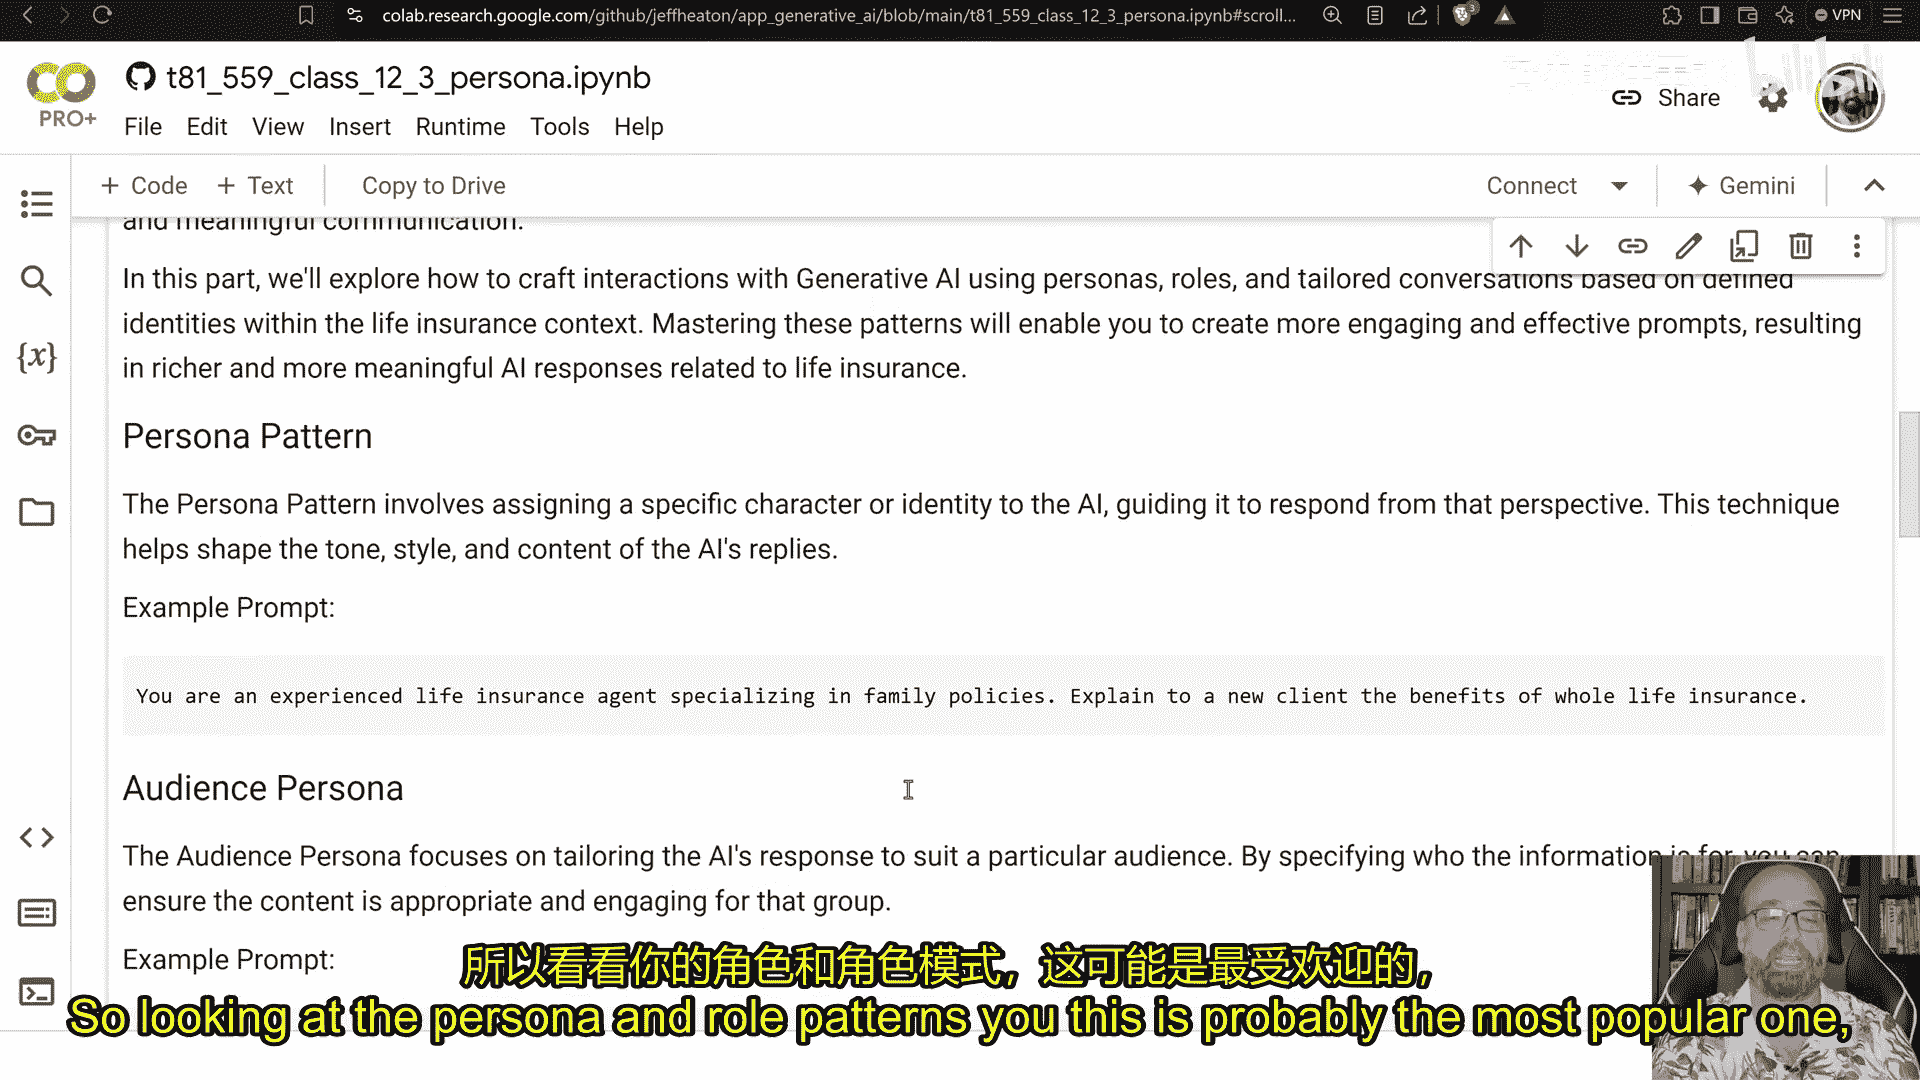 colab.research.google.com/github/jeffheaton/app_generative_ai/blob/main/t81_559_class_12_3_persona.ipynb#scroll...
3
VPN
t81_559_class_12_3_persona.ipynb
PRO+
File Edit View Insert Runtime Tools Help
Share
+ Code + Text Copy to Drive
Connect
Gemini
and meaningful communication.
In this part, we'll explore how to craft interactions with Generative AI using personas, roles, and tailored conversations based on defined
identities within the life insurance context. Mastering these patterns will enable you to create more engaging and effective prompts, resulting
in richer and more meaningful AI responses related to life insurance.
Persona Pattern
The Persona Pattern involves assigning a specific character or identity to the AI, guiding it to respond from that perspective. This technique
helps shape the tone, style, and content of the AI's replies.
Example Prompt:
You are an experienced life insurance agent specializing in family policies. Explain to a new client the benefits of whole life insurance.
Audience Persona
The Audience Persona focuses on tailoring the AI's response to suit a particular audience. By specifying who the information is for, you can
ensure the content is appropriate and engaging for that group.
Example Prompt:
所以看看你的角色和角色模式，这可能是最受欢迎的，
So looking at the persona and role patterns you this is probably the most popular one,